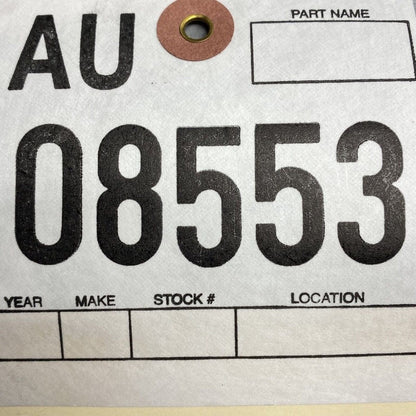 AU
PART NAME
08553
YEAR MAKE STOCK # LOCATION